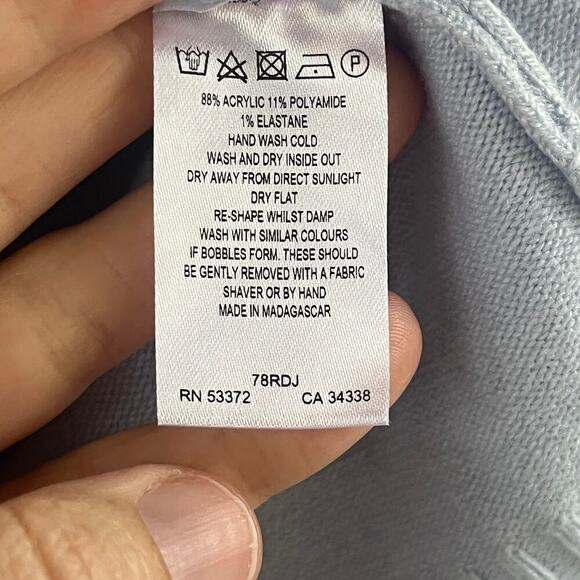 P
88% ACRYLIC 11% POLYAMIDE
1% ELASTANE
HAND WASH COLD
WASH AND DRY INSIDE OUT
DRY AWAY FROM DIRECT SUNLIGHT
DRY FLAT
RE-SHAPE WHILST DAMP
WASH WITH SIMILAR COLOURS
IF BOBBLES FORM. THESE SHOULD
BE GENTLY REMOVED WITH A FABRIC
SHAVER OR BY HAND
MADE IN MADAGASCAR
78RDJ
RN 53372 CA 34338